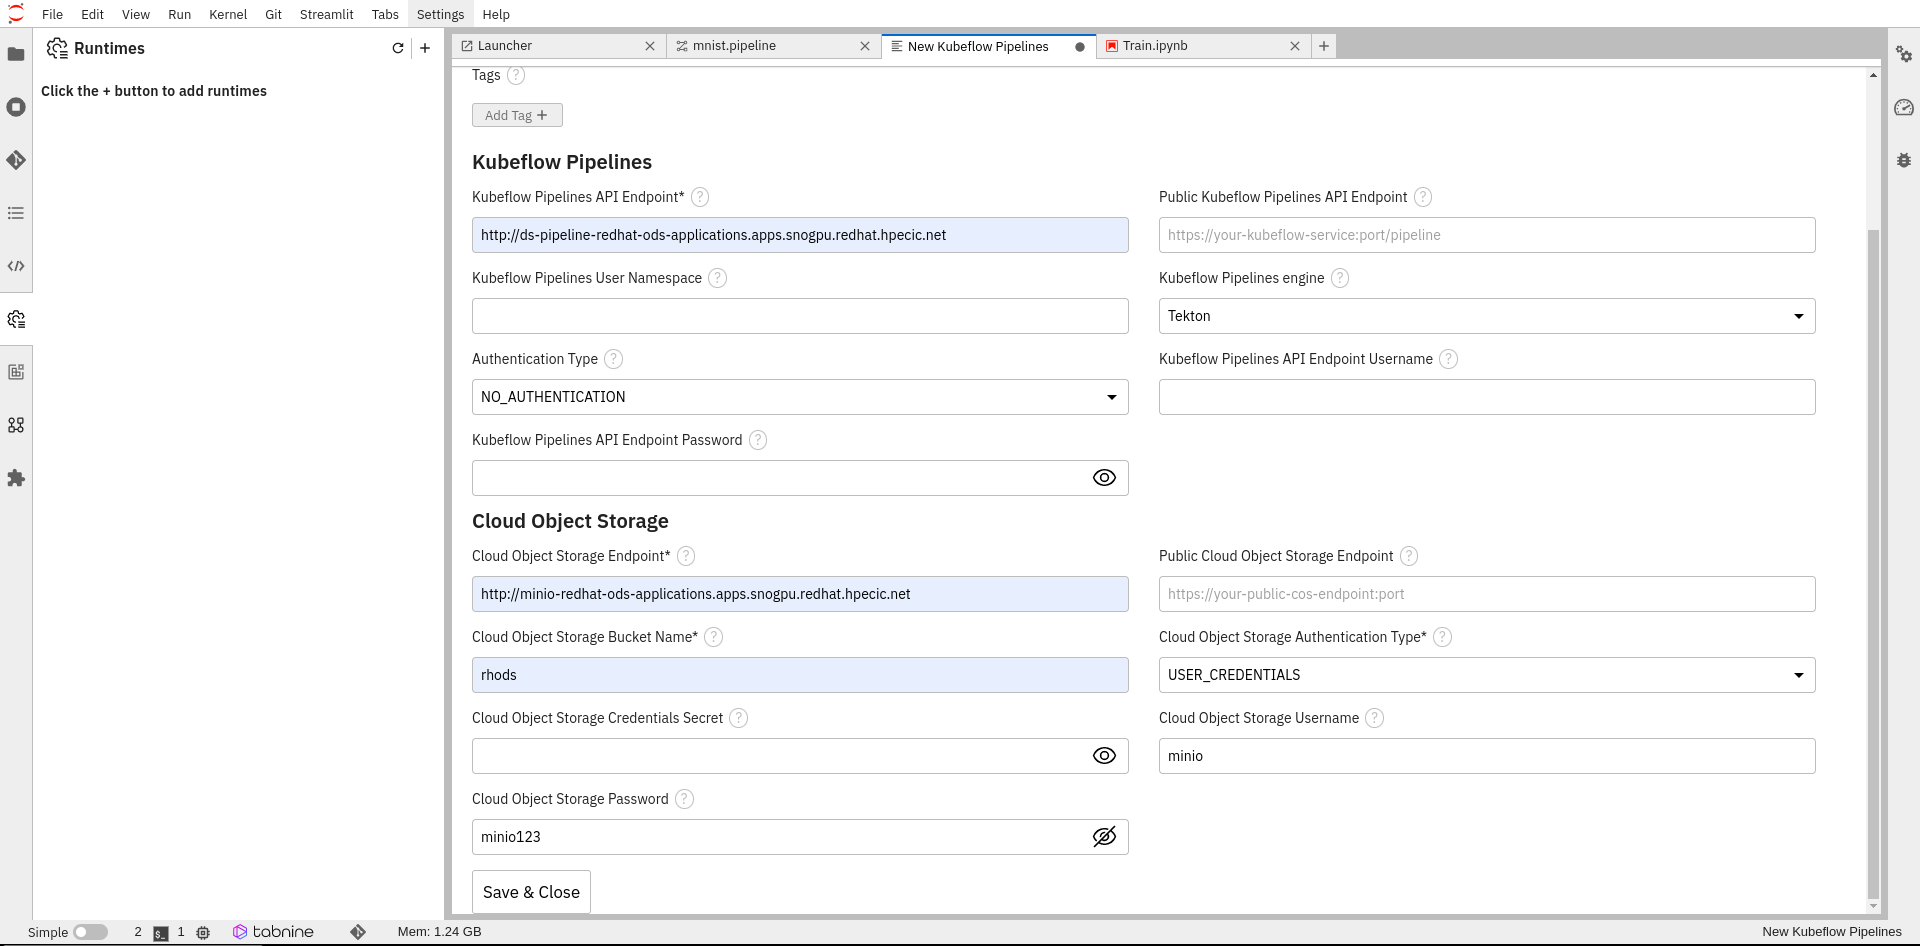 File Edit View Run Kernel Git Streamlit Tabs Settings Help
Runtimes
Click the + button to add runtimes
Launcher
mnist.pipeline
New Kubeflow Pipelines
Train.ipynb
Tags ?
Add Tag +
Kubeflow Pipelines
Kubeflow Pipelines API Endpoint* ?
Public Kubeflow Pipelines API Endpoint ?
http://ds-pipeline-redhat-ods-applications.apps.snogpu.redhat.hpecic.net
https://your-kubeflow-service:port/pipeline
Kubeflow Pipelines User Namespace ?
Kubeflow Pipelines engine ?
Tekton
Authentication Type ?
Kubeflow Pipelines API Endpoint Username ?
NO_AUTHENTICATION
Kubeflow Pipelines API Endpoint Password ?
Cloud Object Storage
Cloud Object Storage Endpoint* ?
Public Cloud Object Storage Endpoint ?
http://minio-redhat-ods-applications.apps.snogpu.redhat.hpecic.net
https://your-public-cos-endpoint:port
Cloud Object Storage Bucket Name* ?
Cloud Object Storage Authentication Type* ?
rhods
USER_CREDENTIALS
Cloud Object Storage Credentials Secret ?
Cloud Object Storage Username ?
minio
Cloud Object Storage Password ?
minio123
Save & Close
Simple 2 $_ 1 tabnine Mem: 1.24 GB
New Kubeflow Pipelines